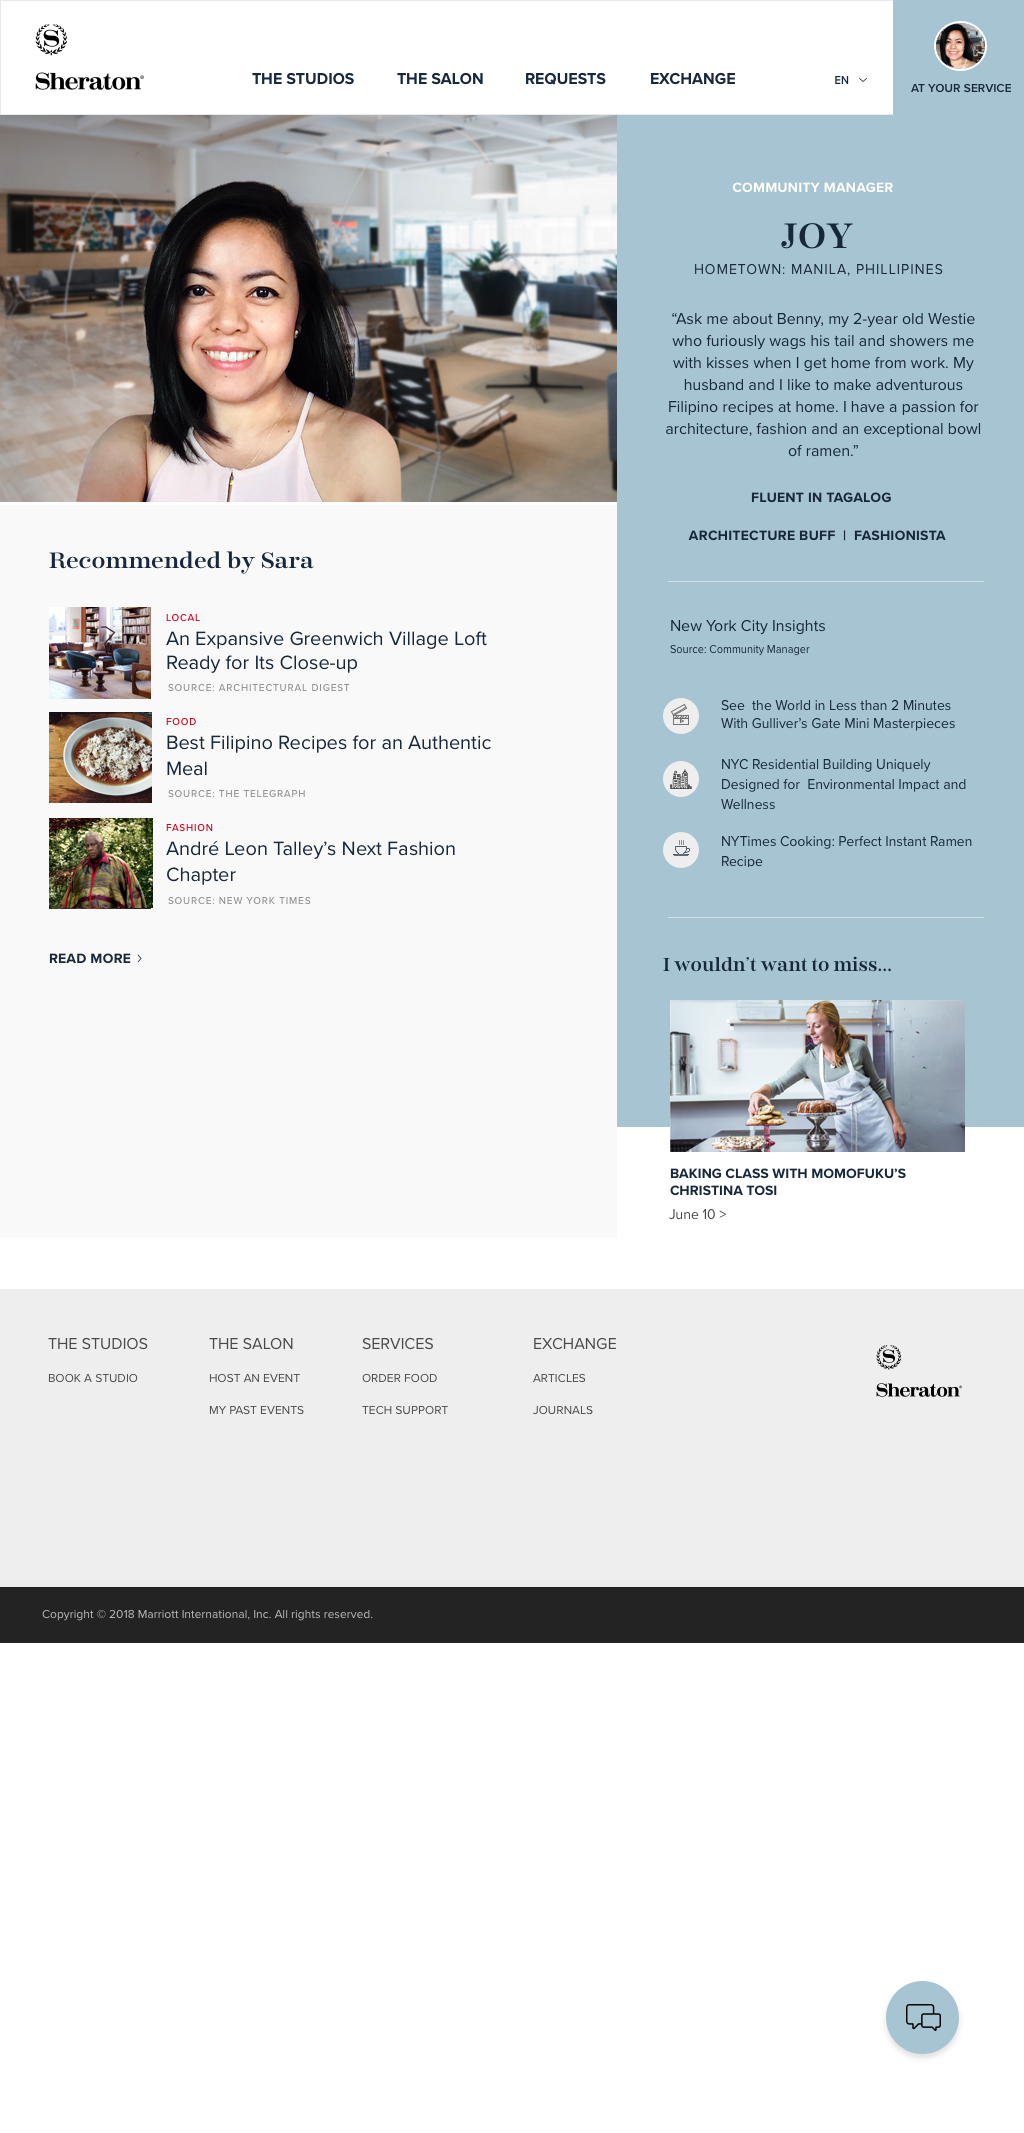 S
Sheraton®
THE STUDIOS
THE SALON
REQUESTS
EXCHANGE
EN
AT YOUR SERVICE
COMMUNITY MANAGER
JOY
HOMETOWN: MANILA, PHILLIPINES
“Ask me about Benny, my 2-year old Westie
who furiously wags his tail and showers me
with kisses when I get home from work. My
husband and I like to make adventurous
Filipino recipes at home. I have a passion for
architecture, fashion and an exceptional bowl
of ramen.”
FLUENT IN TAGALOG
ARCHITECTURE BUFF | FASHIONISTA
Recommended by Sara
LOCAL
An Expansive Greenwich Village Loft
Ready for Its Close-up
SOURCE: ARCHITECTURAL DIGEST
FOOD
Best Filipino Recipes for an Authentic
Meal
SOURCE: THE TELEGRAPH
FASHION
André Leon Talley’s Next Fashion
Chapter
SOURCE: NEW YORK TIMES
READ MORE >
New York City Insights
Source: Community Manager
See the World in Less than 2 Minutes
With Gulliver’s Gate Mini Masterpieces
NYC Residential Building Uniquely
Designed for Environmental Impact and
Wellness
NYTimes Cooking: Perfect Instant Ramen
Recipe
I wouldn’t want to miss...
BAKING CLASS WITH MOMOFUKU’S
CHRISTINA TOSI
June 10 >
THE STUDIOS
BOOK A STUDIO
THE SALON
HOST AN EVENT
MY PAST EVENTS
SERVICES
ORDER FOOD
TECH SUPPORT
EXCHANGE
ARTICLES
JOURNALS
S
Sheraton®
Copyright © 2018 Marriott International, Inc. All rights reserved.